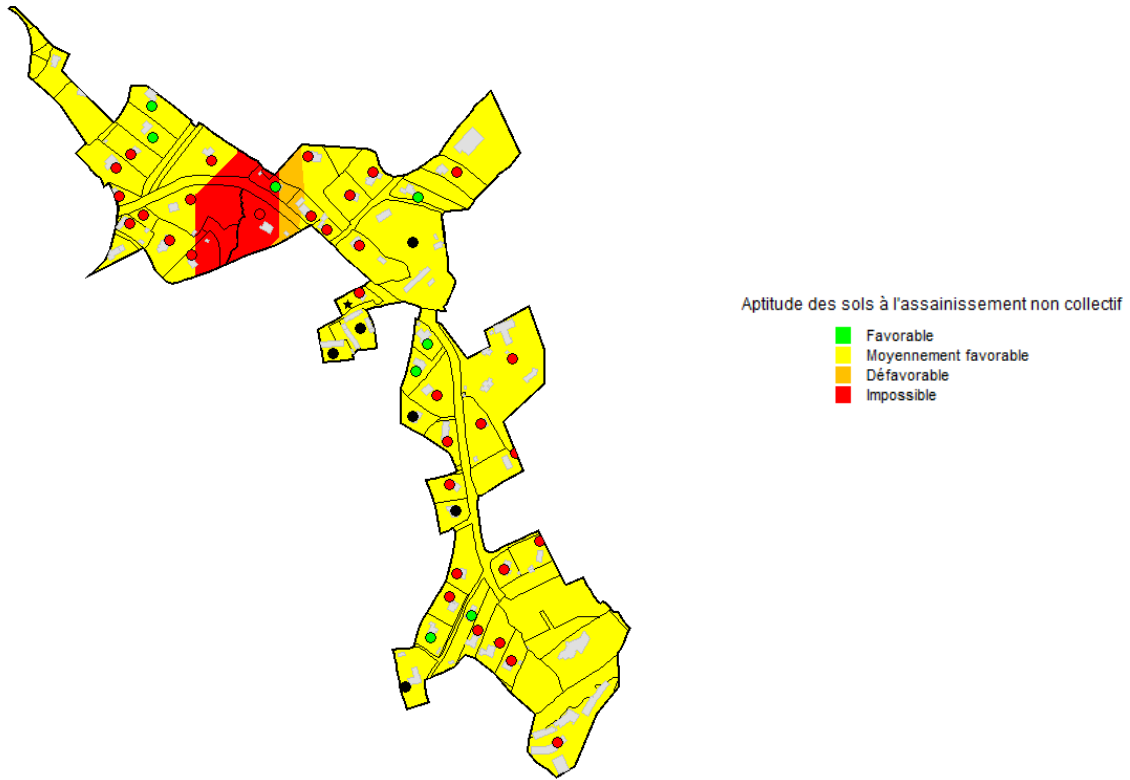 Aptitude des sols à l'assainissement non collectif
Favorable
Moyennement favorable
Défavorable
Impossible